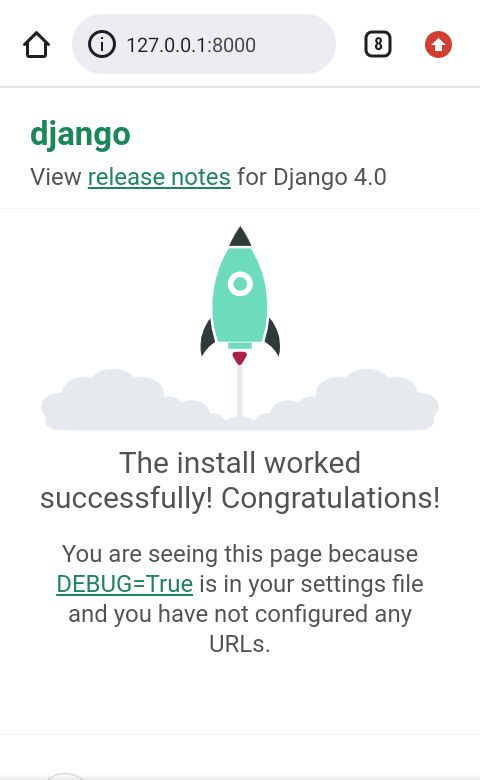 127.0.0.1:8000
8
django
View release notes for Django 4.0
The install worked
successfully! Congratulations!
You are seeing this page because
DEBUG=True is in your settings file
and you have not configured any
URLs.